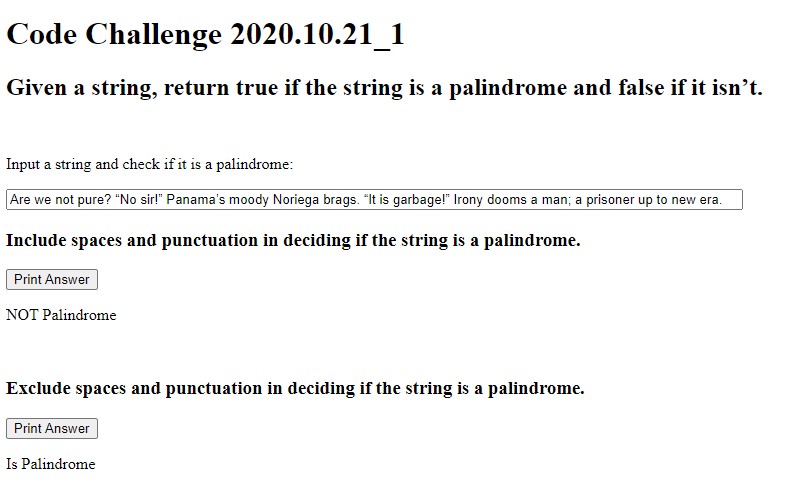 Code Challenge 2020.10.21_1
Given a string, return true if the string is a palindrome and false if it isn’t.
Input a string and check if it is a palindrome:
Are we not pure? “No sir!” Panama’s moody Noriega brags. “It is garbage!” Irony dooms a man; a prisoner up to new era.
Include spaces and punctuation in deciding if the string is a palindrome.
Print Answer
NOT Palindrome
Exclude spaces and punctuation in deciding if the string is a palindrome.
Print Answer
Is Palindrome